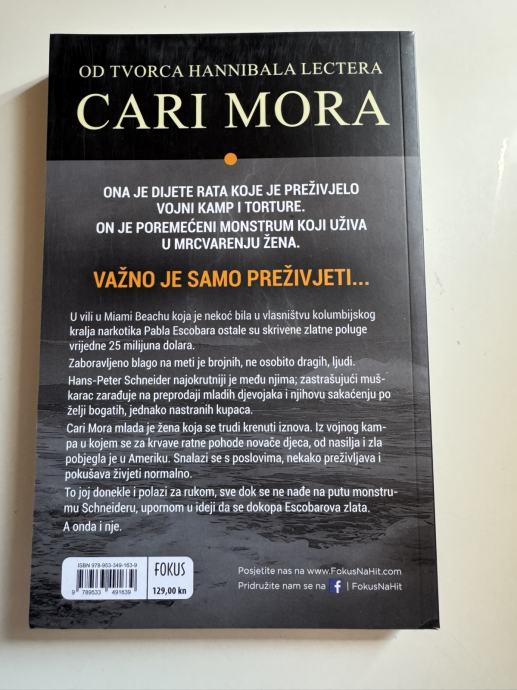 OD TVORCA HANNIBALA LECTERA
CARI MORA
ONA JE DIJETE RATA KOJE JE PREŽIVJELO
VOJNI KAMP I TORTURE.
ON JE POREMEĆENI MONSTRUM KOJI UŽIVA
U MRCVARENJU ŽENA.
VAŽNO JE SAMO PREŽIVJETI...
U vili u Miami Beachu koja je nekoć bila u vlasništvu kolumbijskog
kralja narkotika Pabla Escobara ostale su skrivene zlatne poluge
vrijedne 25 milijuna dolara.
Zaboravljeno blago na meti je brojnih, ne osobito dragih, ljudi.
Hans-Peter Schneider najokrutniji je među njima; zastrašujući muš-
karac zarađuje na preprodaji mladih djevojaka i njihovu sakaćenju po
želji bogatih, jednako nastranih kupaca.
Cari Mora mlada je žena koja se trudi krenuti iznova. Iz vojnog kam-
pa u kojem se za krvave ratne pohode novače djeca, od nasilja i zla
pobjegla je u Ameriku. Snalazi se s poslovima, nekako preživljava i
pokušava živjeti normalno.
To joj donekle i polazi za rukom, sve dok se ne nađe na putu monstru-
mu Schneideru, upornom u ideji da se dokopa Escobarova zlata.
A onda i nje.
ISBN 978-953-349-163-9
9 789533 491639
FOKUS
129,00 kn
Posjetite nas na www.FokusNaHit.com
Pridružite nam se na f | FokusNaHit